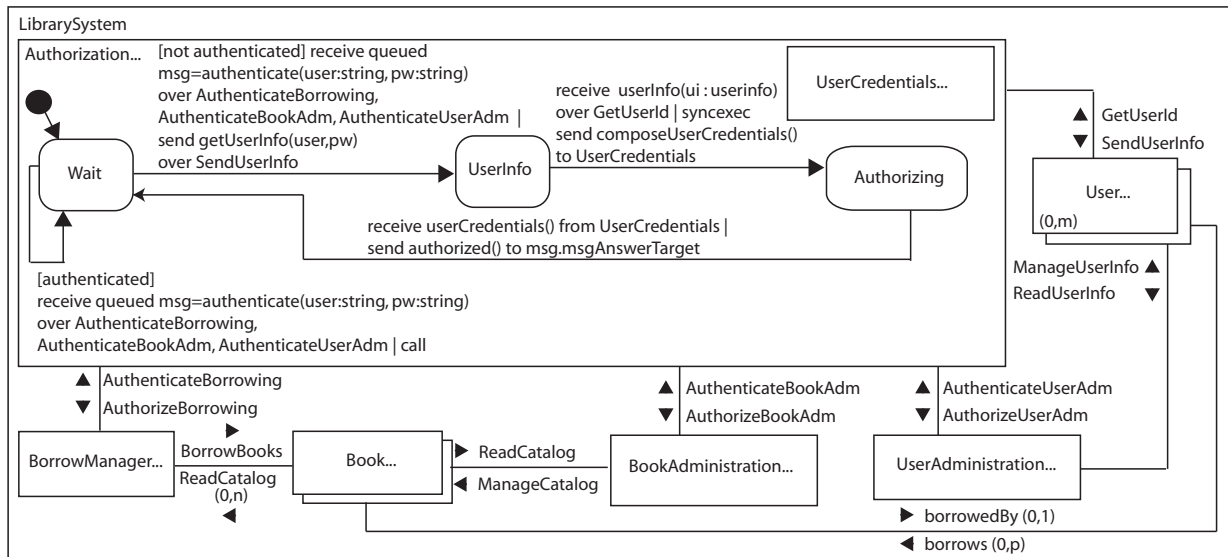 LibrarySystem
Authorization...
[not authenticated] receive queued
msg=authenticate(user:string, pw:string)
over AuthenticateBorrowing,
AuthenticateBookAdm, AuthenticateUserAdm |
send getUserInfo(user,pw)
over SendUserInfo
receive userInfo(ui : userinfo)
over GetUserId | syncexec
send composeUserCredentials()
to UserCredentials
UserCredentials...
GetUserId
SendUserInfo
Wait
UserInfo
Authorizing
User...
(0,m)
receive userCredentials() from UserCredentials |
send authorized() to msg.msgAnswerTarget
ManageUserInfo
ReadUserInfo
[authenticated]
receive queued msg=authenticate(user:string, pw:string)
over AuthenticateBorrowing,
AuthenticateBookAdm, AuthenticateUserAdm | call
AuthenticateBorrowing
AuthorizeBorrowing
AuthenticateBookAdm
AuthorizeBookAdm
AuthenticateUserAdm
AuthorizeUserAdm
BorrowManager...
BorrowBooks
ReadCatalog
(0,n)
Book...
ReadCatalog
ManageCatalog
BookAdministration...
UserAdministration...
borrowedBy (0,1)
borrows (0,p)